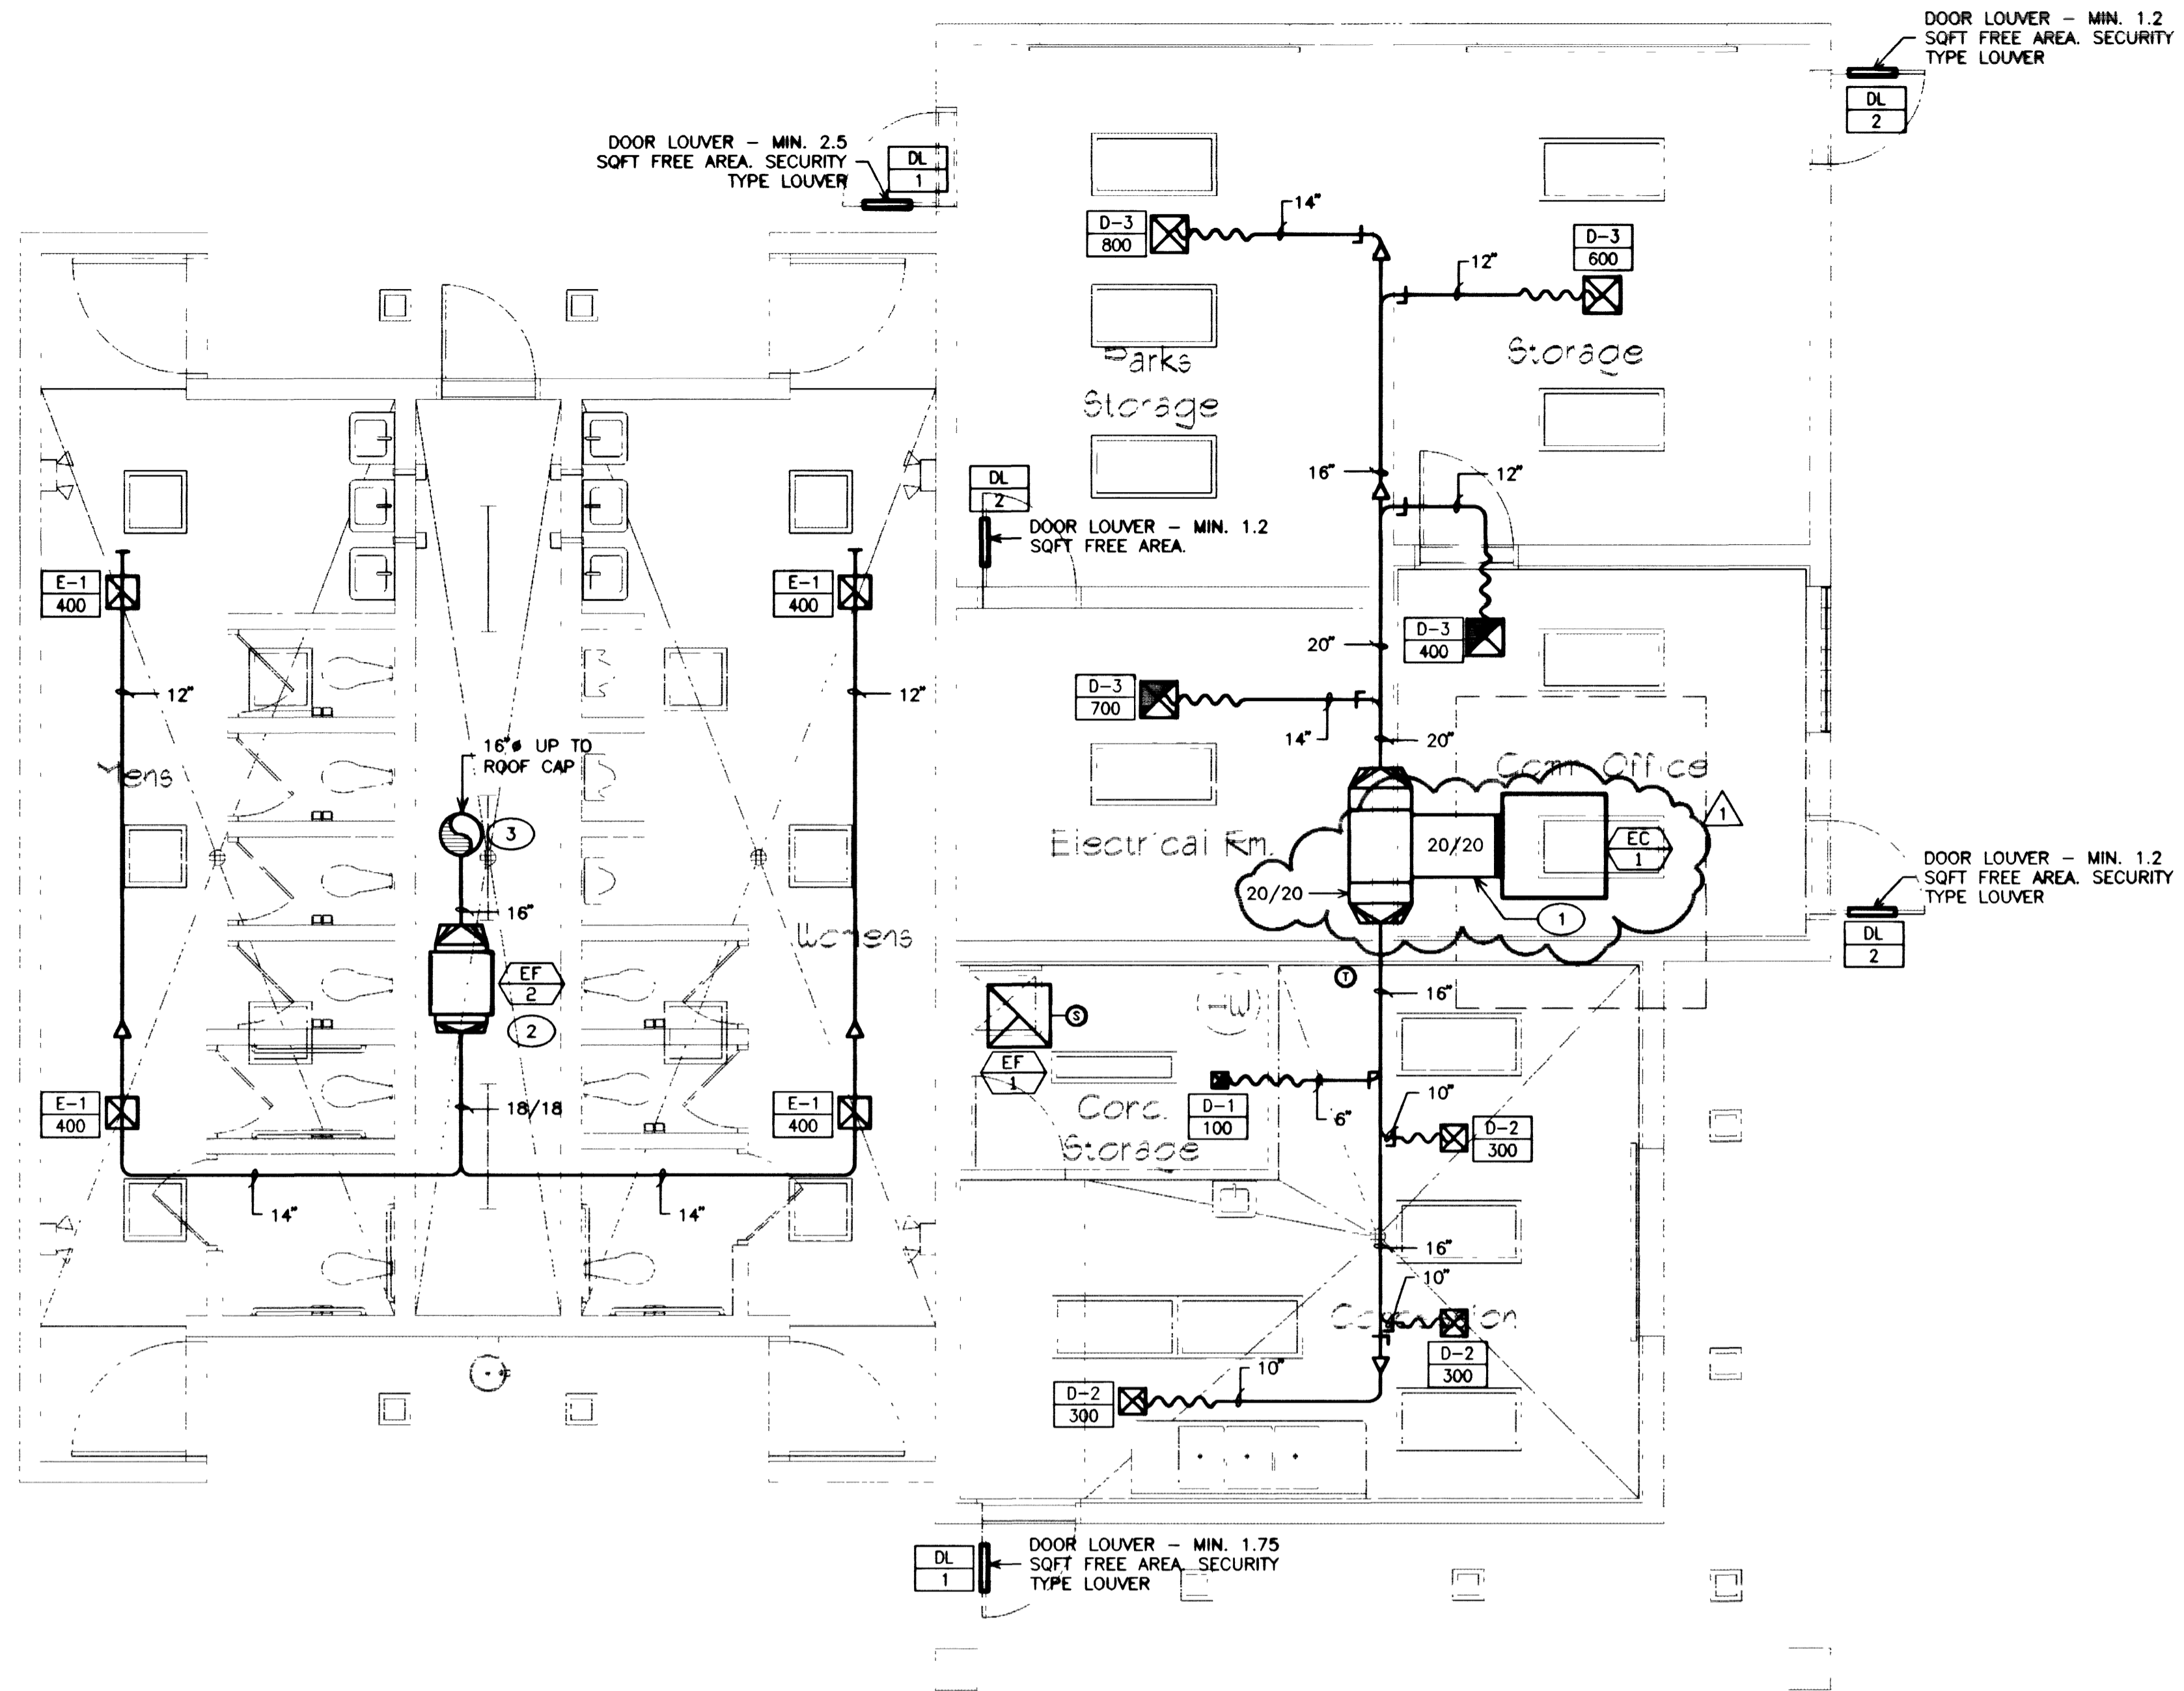 DOOR LOUVER – MIN. 1.2
SQFT FREE AREA. SECURITY
TYPE LOUVER
DL
2
DOOR LOUVER – MIN. 2.5
SQFT FREE AREA. SECURITY
TYPE LOUVER
DL
1
D-3
800
14"
D-3
600
12"
Parks
Storage
Storage
16"
12"
DL
2
DOOR LOUVER – MIN. 1.2
SQFT FREE AREA.
E-1
400
E-1
400
12"
12"
20"
D-3
400
D-3
700
14"
20"
Mens
16"ø UP TO
ROOF CAP
3
Comm. Office
1
Electrical Rm.
20/20
EC
1
20/20
1
DOOR LOUVER – MIN. 1.2
SQFT FREE AREA. SECURITY
TYPE LOUVER
DL
2
16"
Womens
EF
2
2
T
16"
HW
S
EF
1
E-1
400
18/18
E-1
400
Conc.
Storage
D-1
100
6"
10"
D-2
300
14"
14"
16"
10"
Concession
D-2
300
10"
D-2
300
DL
1
DOOR LOUVER – MIN. 1.75
SQFT FREE AREA. SECURITY
TYPE LOUVER